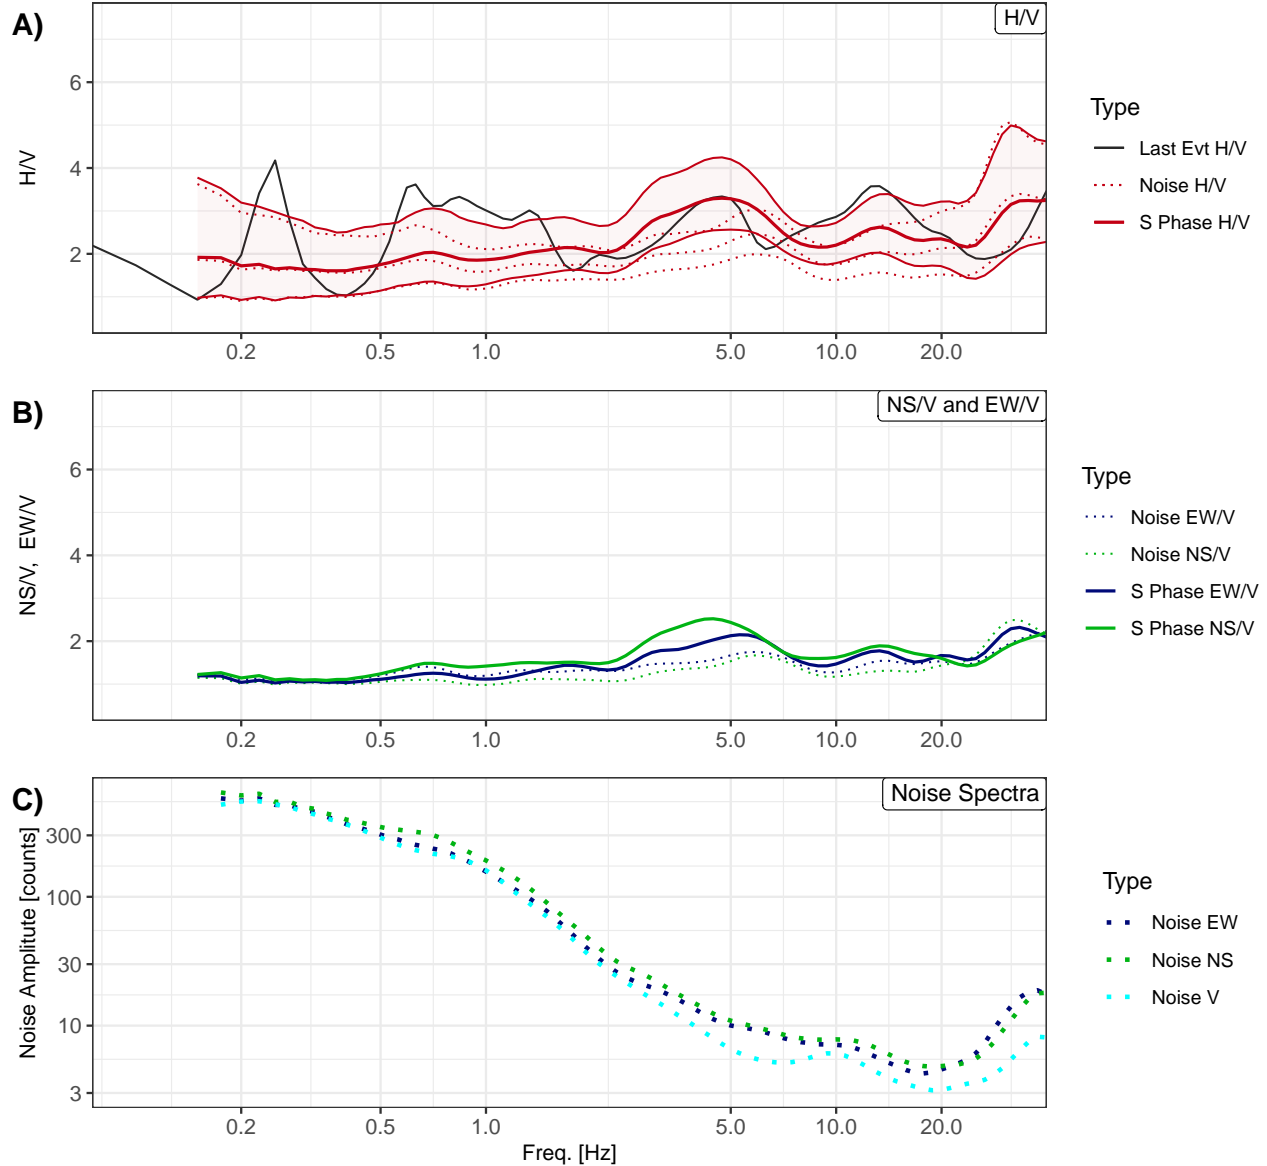 A)
H/V
6
4
2
H/V
0.2 0.5 1.0 5.0 10.0 20.0
Type
Last Evt H/V
Noise H/V
S Phase H/V
B)
NS/V and EW/V
6
4
2
NS/V, EW/V
0.2 0.5 1.0 5.0 10.0 20.0
Type
Noise EW/V
Noise NS/V
S Phase EW/V
S Phase NS/V
C)
Noise Spectra
300
100
30
10
3
Noise Amplitute [counts]
0.2 0.5 1.0 5.0 10.0 20.0
Freq. [Hz]
Type
Noise EW
Noise NS
Noise V